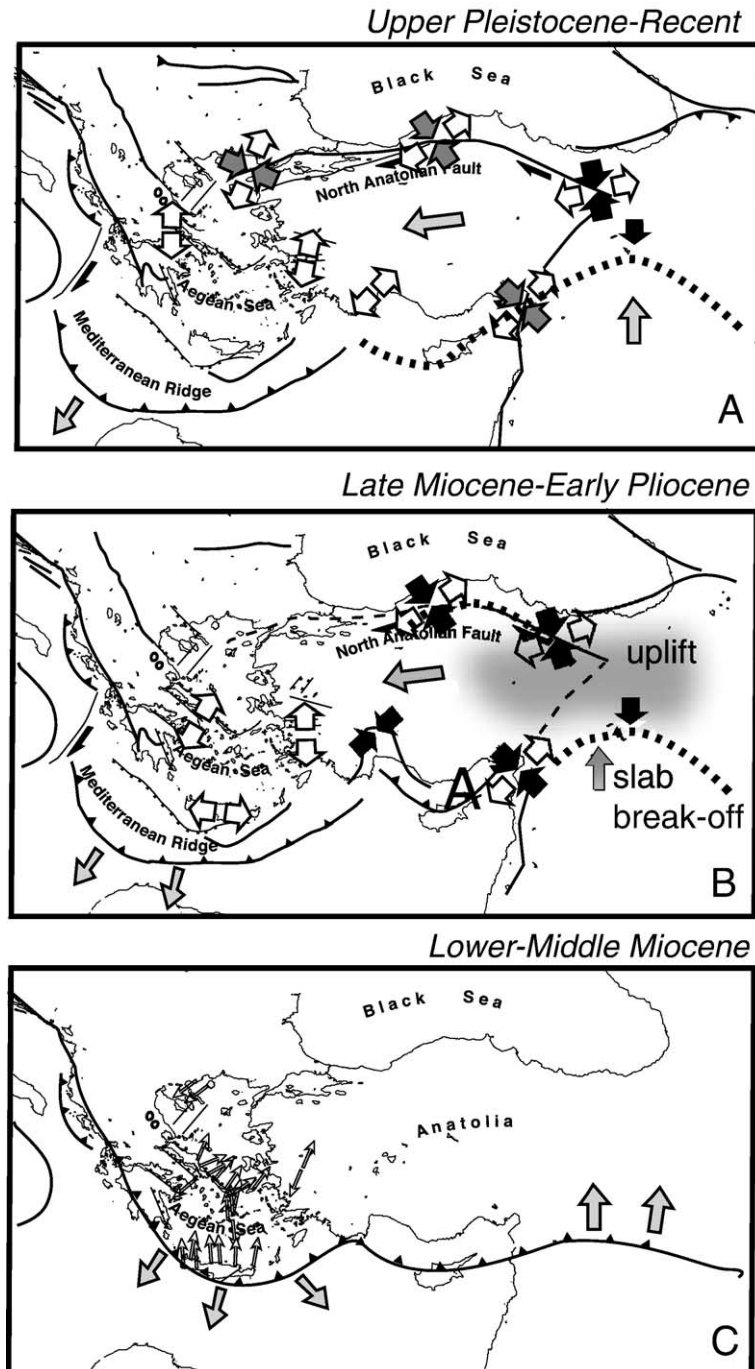 Upper Pleistocene-Recent
Black Sea
North Anatolian Fault
Aegean Sea
Mediterranean Ridge
A
Late Miocene-Early Pliocene
Black Sea
North Anatolian Fault
uplift
Aegean Sea
A
Mediterranean Ridge
slab
break-off
B
Lower-Middle Miocene
Black Sea
Anatolia
Aegean Sea
C